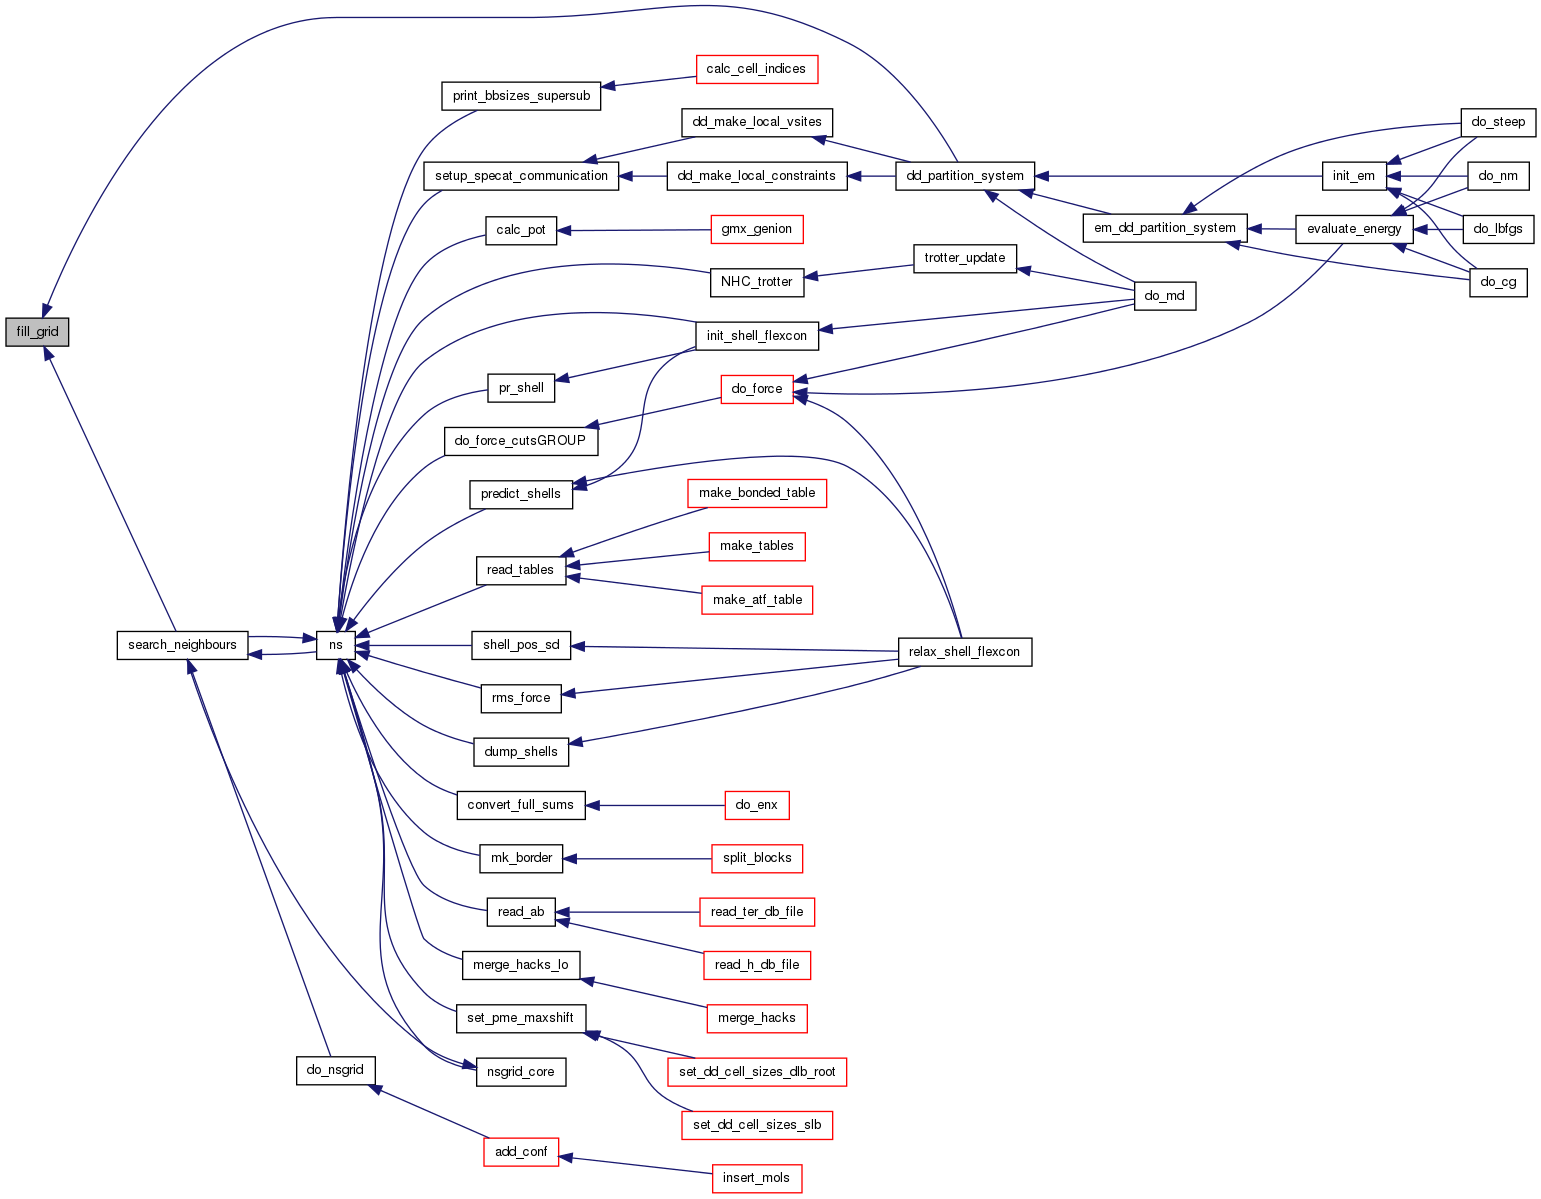 fill_grid
search_neighbours
do_nsgrid
ns
print_bbsizes_supersub
setup_specat_communication
calc_pot
pr_shell
do_force_cutsGROUP
predict_shells
read_tables
shell_pos_sd
rms_force
dump_shells
convert_full_sums
mk_border
read_ab
merge_hacks_lo
set_pme_maxshift
nsgrid_core
add_conf
calc_cell_indices
dd_make_local_vsites
dd_make_local_constraints
gmx_genion
NHC_trotter
init_shell_flexcon
do_force
make_bonded_table
make_tables
make_atf_table
do_enx
split_blocks
read_ter_db_file
read_h_db_file
merge_hacks
set_dd_cell_sizes_dlb_root
set_dd_cell_sizes_slb
insert_mols
dd_partition_system
trotter_update
relax_shell_flexcon
em_dd_partition_system
do_md
init_em
evaluate_energy
do_steep
do_nm
do_lbfgs
do_cg